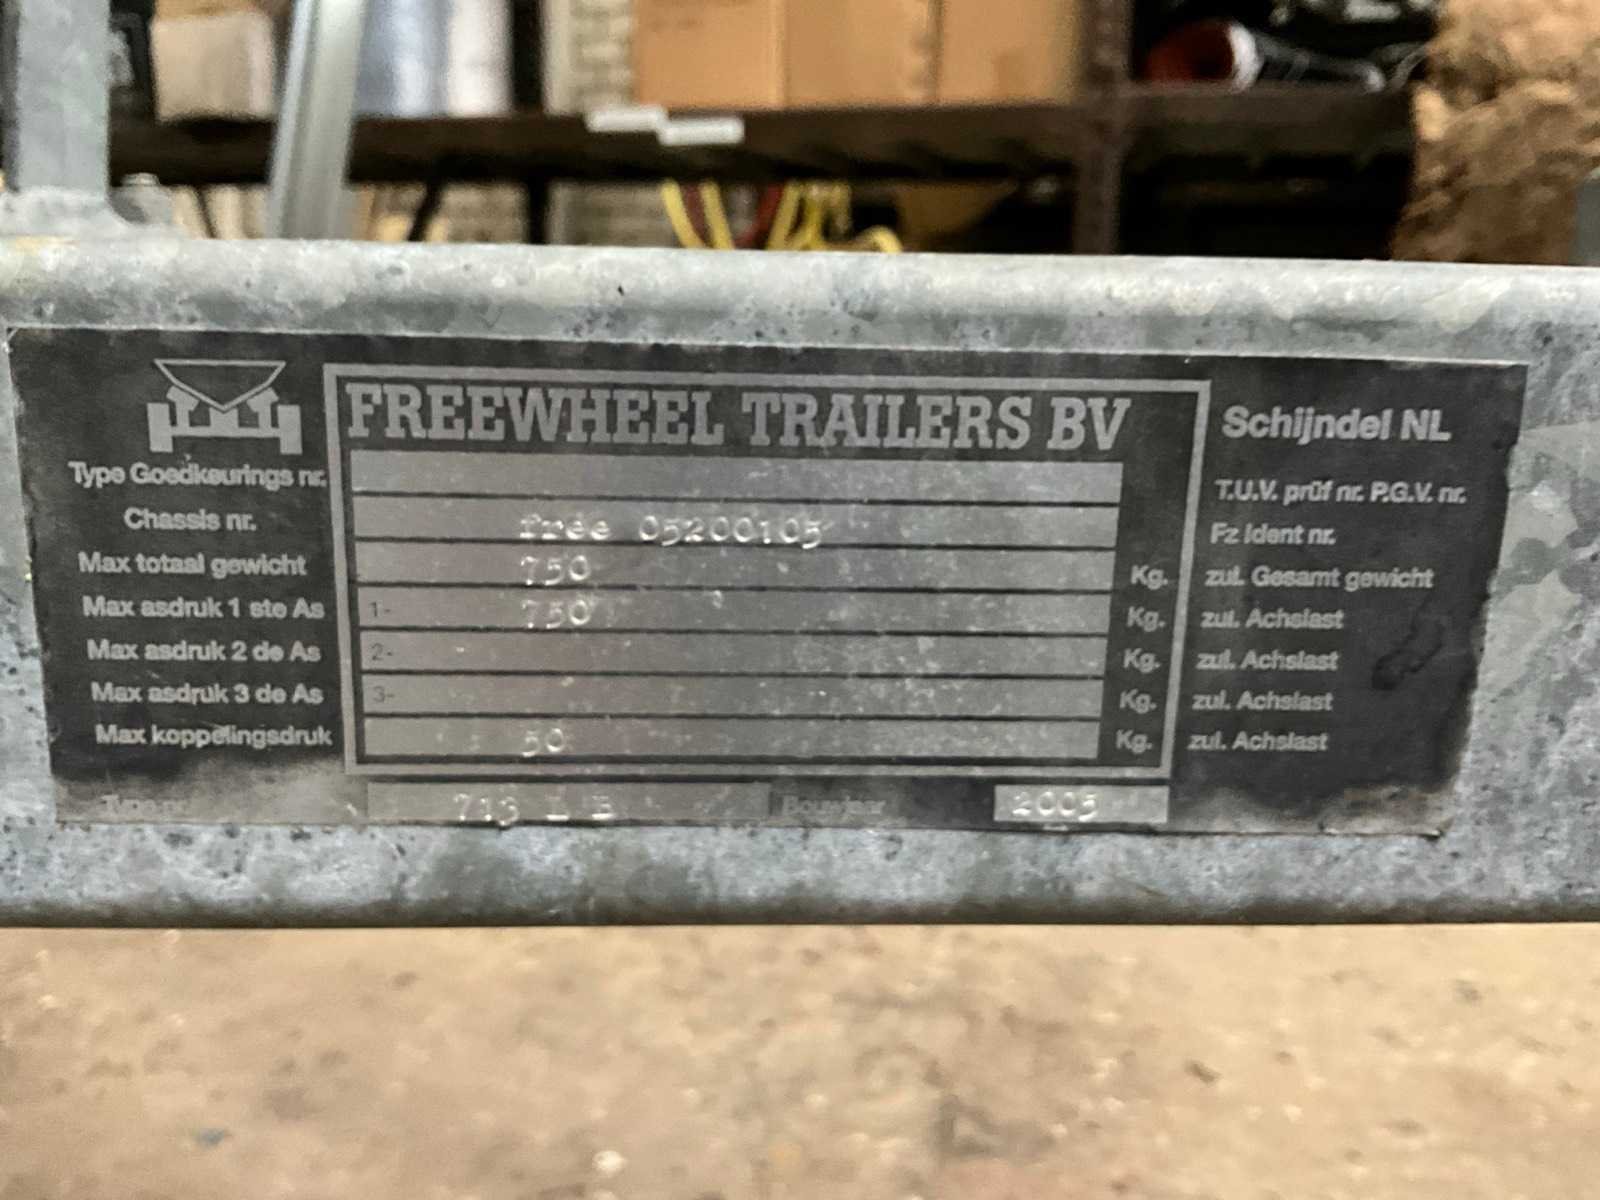 FREEWHEEL TRAILERS BV Schijndel NL
Type Goedkeurings nr. T.U.V. prüf nr. P.G.V. nr.
Chassis nr. free 05200105 Fz Ident nr.
Max totaal gewicht 750 Kg. zul. Gesamt gewicht
Max asdruk 1 ste As 1- 750 Kg. zul. Achslast
Max asdruk 2 de As 2- Kg. zul. Achslast
Max asdruk 3 de As 3- Kg. zul. Achslast
Max koppelingsdruk 50 Kg. zul. Achslast
Type nr. 713 L B Bouwjaar 2005